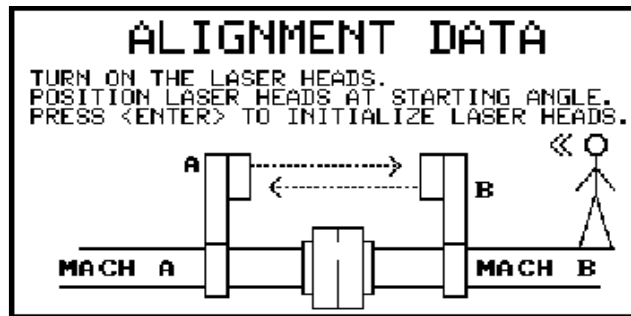 ALIGNMENT DATA
TURN ON THE LASER HEADS.
POSITION LASER HEADS AT STARTING ANGLE.
PRESS <ENTER> TO INITIALIZE LASER HEADS.
A
B
MACH A
MACH B